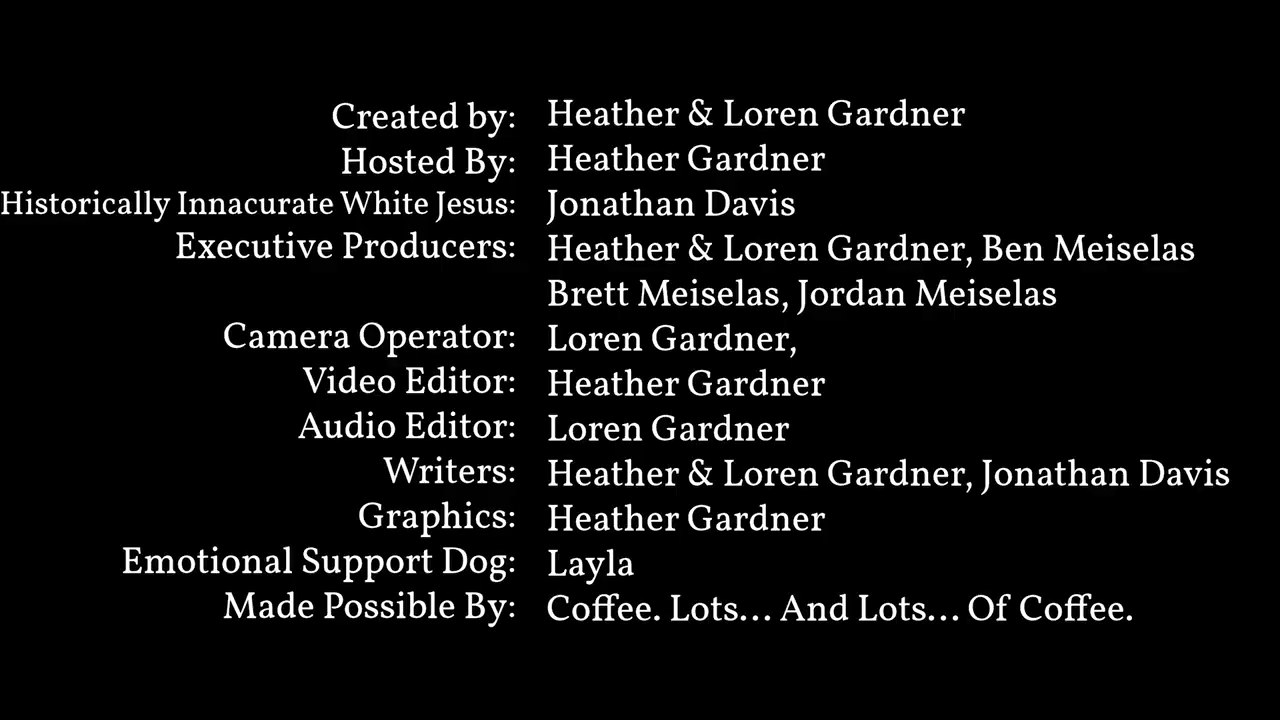 Created by: Heather & Loren Gardner
Hosted By: Heather Gardner
Historically Innacurate White Jesus: Jonathan Davis
Executive Producers: Heather & Loren Gardner, Ben Meiselas
Brett Meiselas, Jordan Meiselas
Camera Operator: Loren Gardner,
Video Editor: Heather Gardner
Audio Editor: Loren Gardner
Writers: Heather & Loren Gardner, Jonathan Davis
Graphics: Heather Gardner
Emotional Support Dog: Layla
Made Possible By: Coffee. Lots... And Lots... Of Coffee.